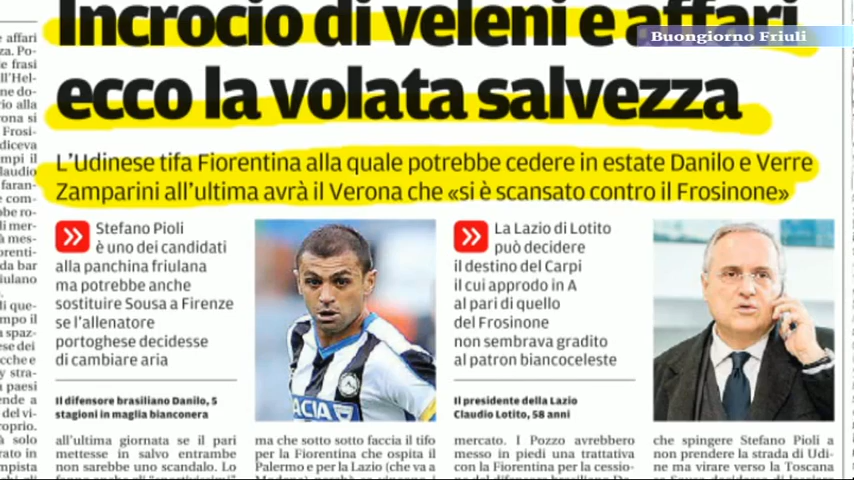 Incrocio di veleni e affari
Buongiorno Friuli
ecco la volata salvezza
L'Udinese tifa Fiorentina alla quale potrebbe cedere in estate Danilo e Verre
Zamparini all'ultima avrà il Verona che «si è scansato contro il Frosinone»
Stefano Pioli
è uno dei candidati
alla panchina friulana
ma potrebbe anche
sostituire Sousa a Firenze
se l'allenatore
portoghese decidesse
di cambiare aria
Il difensore brasiliano Danilo, 5
stagioni in maglia bianconera
DACIA
La Lazio di Lotito
può decidere
il destino del Carpi
il cui approdo in A
al pari di quello
del Frosinone
non sembrava gradito
al patron biancoceleste
Il presidente della Lazio
Claudio Lotito, 58 anni
all'ultima giornata se il pari
mettesse in salvo entrambe
non sarebbe uno scandalo. Lo
ma che sotto sotto faccia il tifo
per la Fiorentina che ospita il
Palermo e per la Lazio (che va a
mercato. I Pozzo avrebbero
messo in piedi una trattativa
con la Fiorentina per la cessio-
che spingere Stefano Pioli a
non prendere la strada di Udi-
ne ma virare verso la Toscana